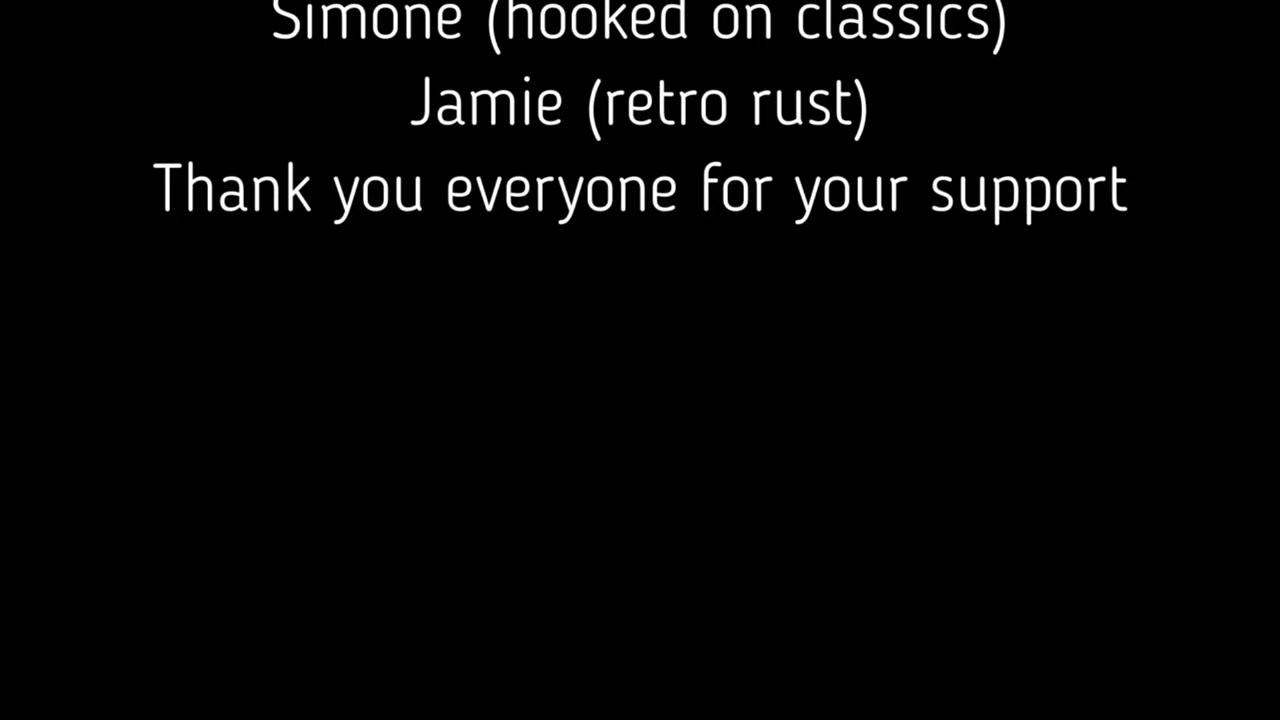 Simone (hooked on classics)
Jamie (retro rust)
Thank you everyone for your support